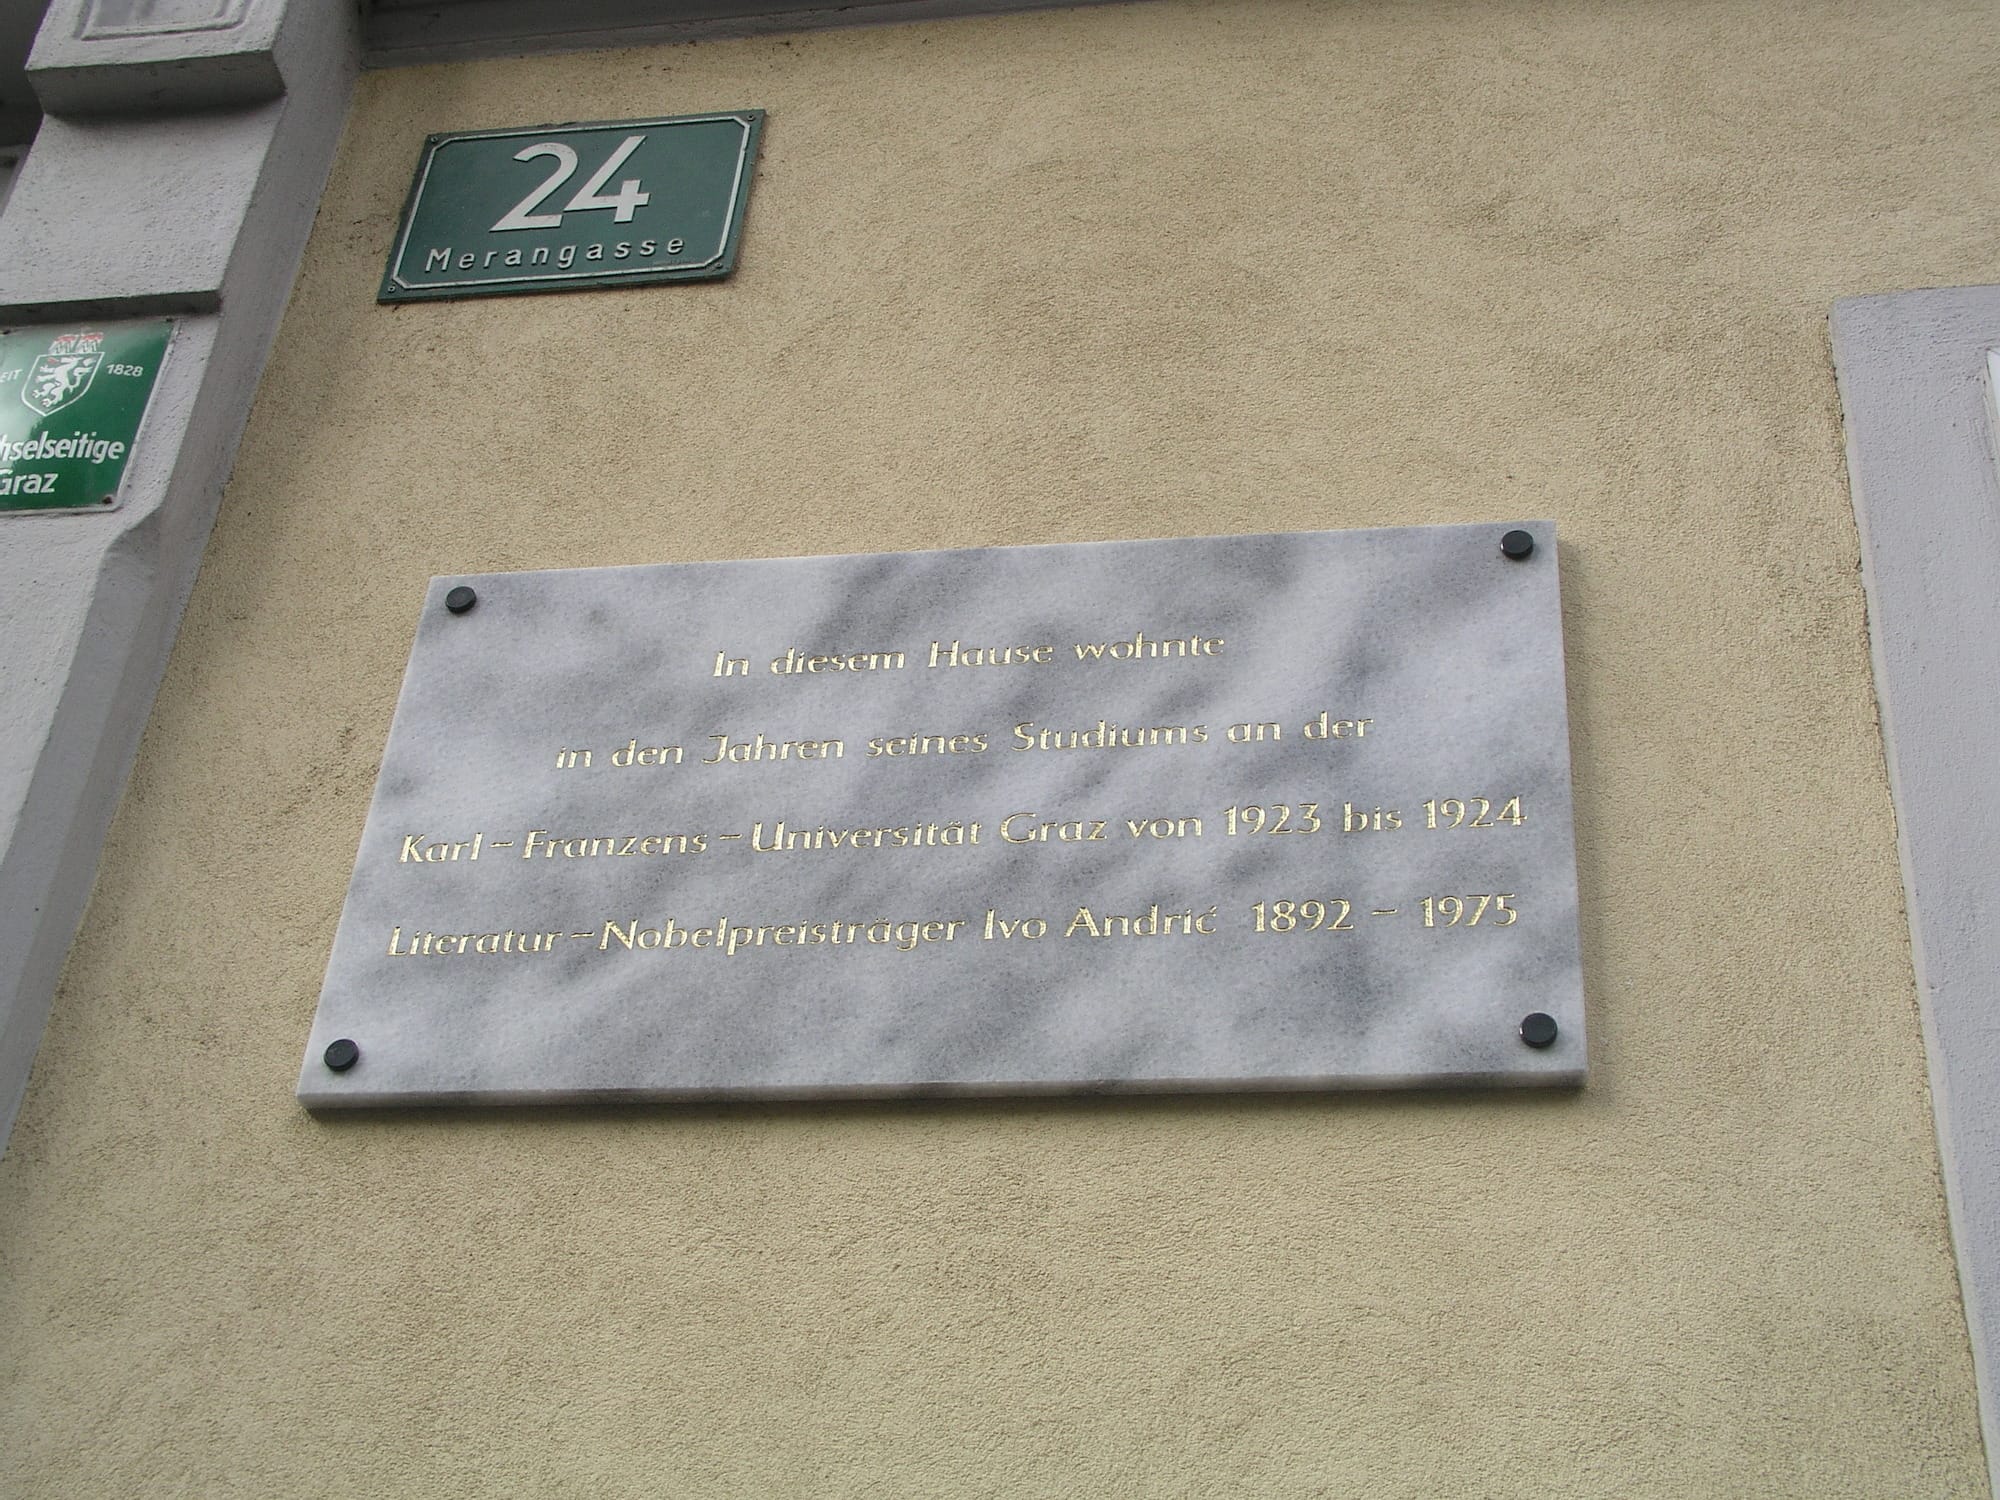 24
Merangasse
1828
Graz
In diesem Hause wohnte
in den Jahren seines Studiums an der
Karl-Franzens-Universität Graz von 1923 bis 1924
Literatur-Nobelpreisträger Ivo Andrić 1892 - 1975